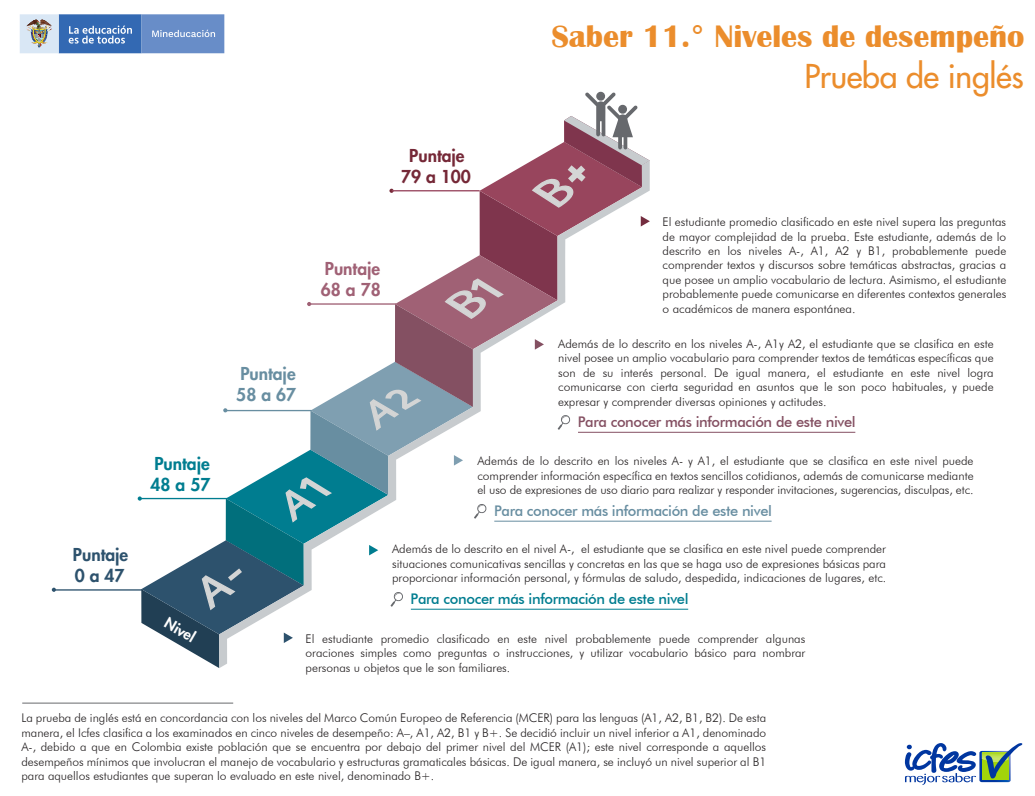 La educación
es de todos
Mineducación
Saber 11.° Niveles de desempeño
Prueba de inglés
Puntaje
79 a 100
B+
El estudiante promedio clasificado en este nivel supera las preguntas
de mayor complejidad de la prueba. Este estudiante, además de lo
descrito en los niveles A-, A1, A2 y B1, probablemente puede
comprender textos y discursos sobre temáticas abstractas, gracias a
que posee un amplio vocabulario de lectura. Asimismo, el estudiante
probablemente puede comunicarse en diferentes contextos generales
o académicos de manera espontánea.
Puntaje
68 a 78
B1
Además de lo descrito en los niveles A-, A1y A2, el estudiante que se clasifica en este
nivel posee un amplio vocabulario para comprender textos de temáticas específicas que
son de su interés personal. De igual manera, el estudiante en este nivel logra
comunicarse con cierta seguridad en asuntos que le son poco habituales, y puede
expresar y comprender diversas opiniones y actitudes.
Para conocer más información de este nivel
Puntaje
58 a 67
A2
Además de lo descrito en los niveles A- y A1, el estudiante que se clasifica en este nivel puede
comprender información específica en textos sencillos cotidianos, además de comunicarse mediante
el uso de expresiones de uso diario para realizar y responder invitaciones, sugerencias, disculpas, etc.
Para conocer más información de este nivel
Puntaje
48 a 57
A1
Además de lo descrito en el nivel A-, el estudiante que se clasifica en este nivel puede comprender
situaciones comunicativas sencillas y concretas en las que se haga uso de expresiones básicas para
proporcionar información personal, y fórmulas de saludo, despedida, indicaciones de lugares, etc.
Para conocer más información de este nivel
Puntaje
0 a 47
A-
Nivel
El estudiante promedio clasificado en este nivel probablemente puede comprender algunas
oraciones simples como preguntas o instrucciones, y utilizar vocabulario básico para nombrar
personas u objetos que le son familiares.
La prueba de inglés está en concordancia con los niveles del Marco Común Europeo de Referencia (MCER) para las lenguas (A1, A2, B1, B2). De esta
manera, el Icfes clasifica a los examinados en cinco niveles de desempeño: A–, A1, A2, B1 y B+. Se decidió incluir un nivel inferior a A1, denominado
A-, debido a que en Colombia existe población que se encuentra por debajo del primer nivel del MCER (A1); este nivel corresponde a aquellos
desempeños mínimos que involucran el manejo de vocabulario y estructuras gramaticales básicas. De igual manera, se incluyó un nivel superior al B1
para aquellos estudiantes que superan lo evaluado en este nivel, denominado B+.
icfes
mejor saber